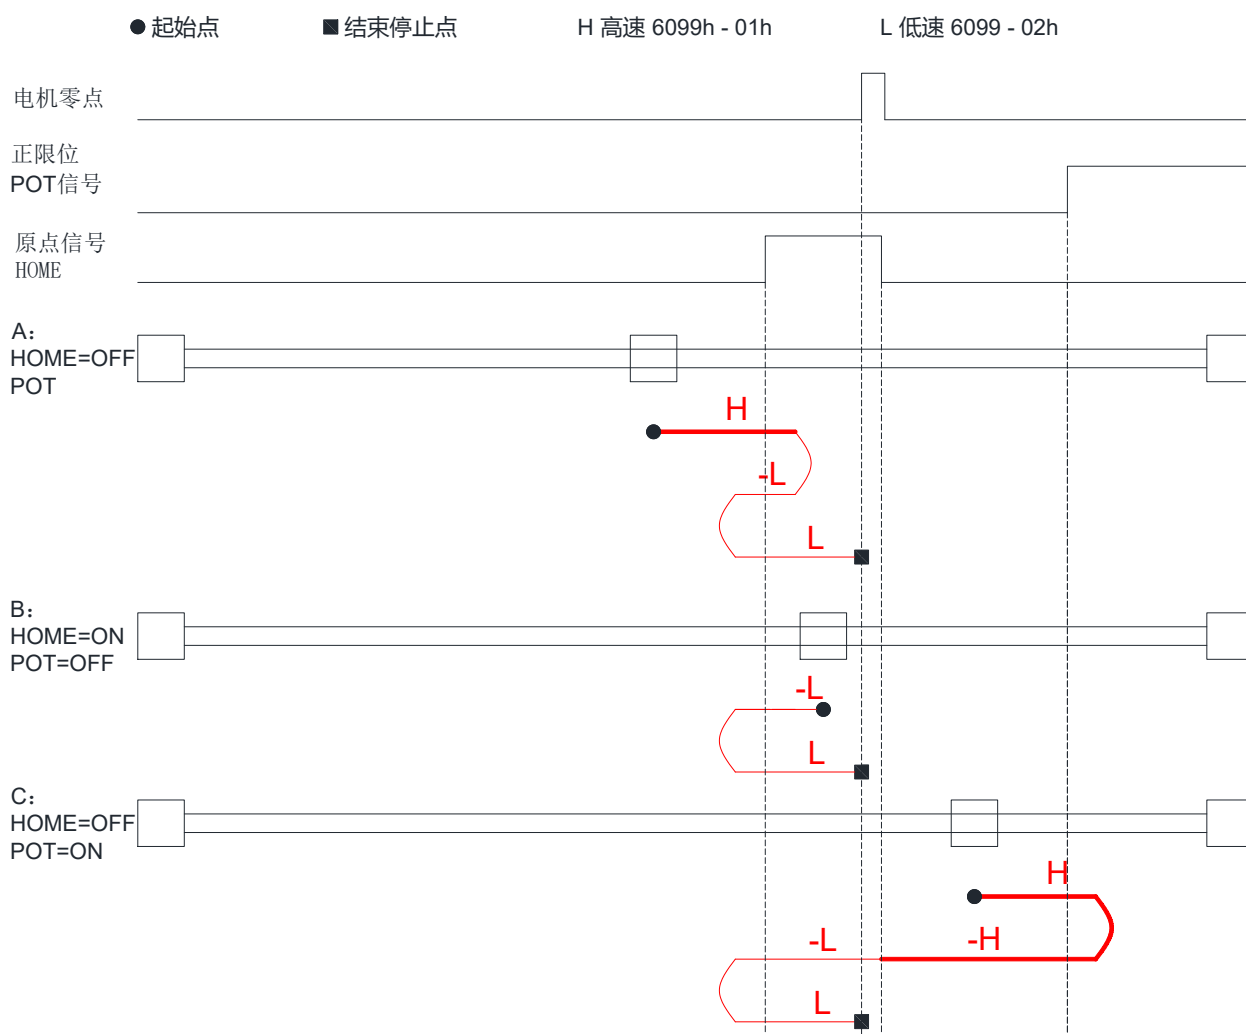 起始点 结束停止点 H 高速 6099h - 01h L 低速 6099 - 02h
电机零点
正限位
POT信号
原点信号
HOME
A：
HOME=OFF
POT
H
-L
L
B：
HOME=ON
POT=OFF
-L
L
C：
HOME=OFF
POT=ON
H
-L -H
L